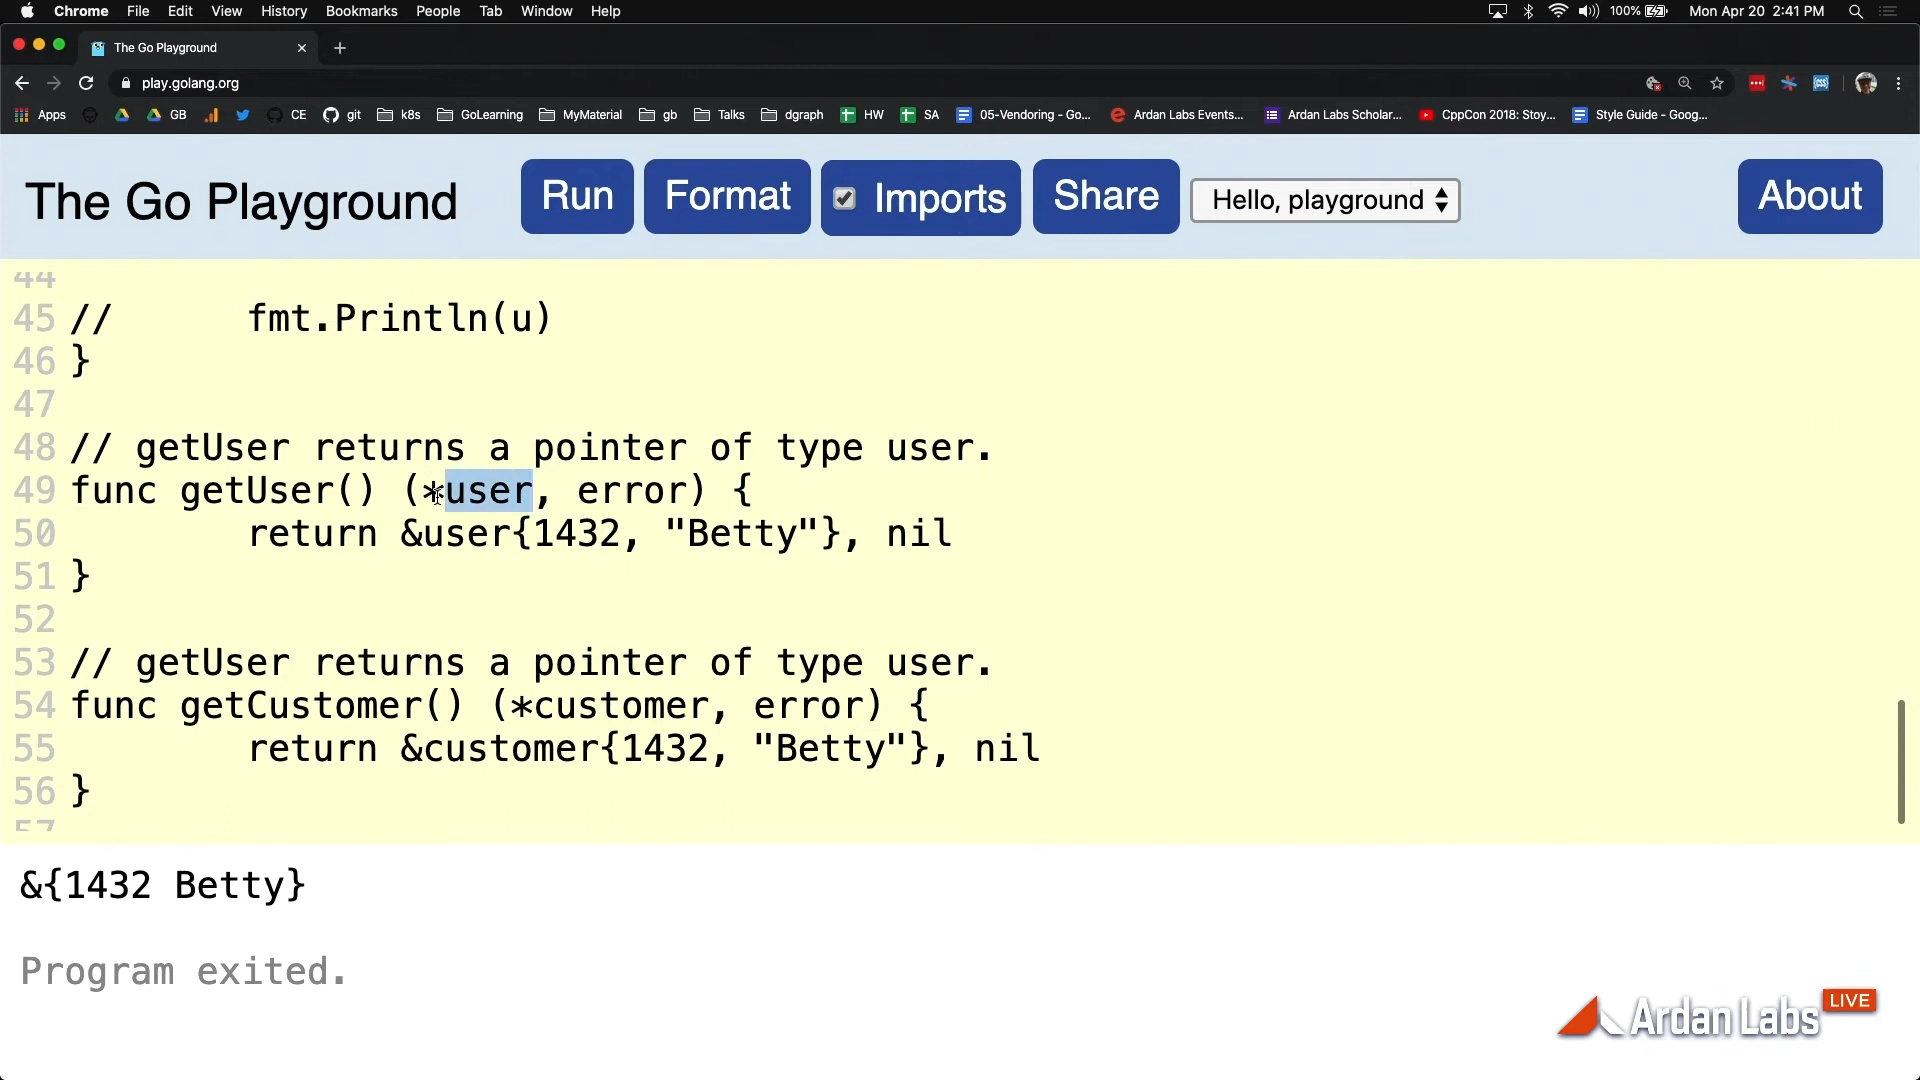 Chrome File Edit View History Bookmarks People Tab Window Help 100% Mon Apr 20 2:41 PM
The Go Playground
play.golang.org
Apps GB CE git k8s GoLearning MyMaterial gb Talks dgraph HW SA 05-Vendoring - Go... Ardan Labs Events... Ardan Labs Scholar... CppCon 2018: Stoy... Style Guide - Goog...
The Go Playground Run Format Imports Share Hello, playground About
44
45 //      fmt.Println(u)
46 }
47
48 // getUser returns a pointer of type user.
49 func getUser() (*user, error) {
50         return &user{1432, "Betty"}, nil
51 }
52
53 // getUser returns a pointer of type user.
54 func getCustomer() (*customer, error) {
55         return &customer{1432, "Betty"}, nil
56 }
57
&{1432 Betty}
Program exited.
Ardan Labs LIVE